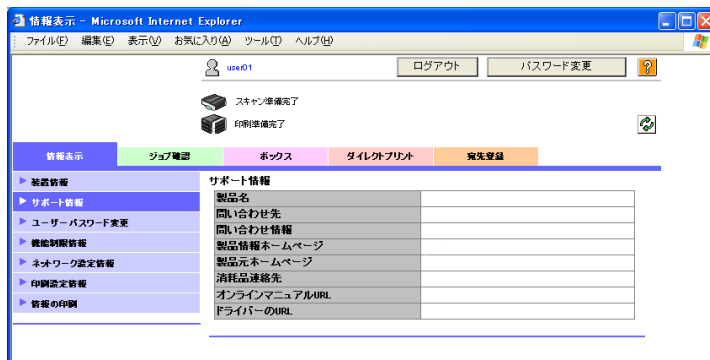 情報表示 - Microsoft Internet Explorer
ファイル(F) 編集(E) 表示(V) お気に入り(A) ツール(T) ヘルプ(H)
user01 ログアウト パスワード変更 ?
スキャン準備完了
印刷準備完了
情報表示 ジョブ確認 ボックス ダイレクトプリント 宛先登録
装置情報
サポート情報
ユーザーパスワード変更
機能制限情報
ネットワーク設定情報
印刷設定情報
情報の印刷
サポート情報
製品名
問い合わせ先
問い合わせ情報
製品情報ホームページ
製品元ホームページ
消耗品連絡先
オンラインマニュアルURL
ドライバーのURL